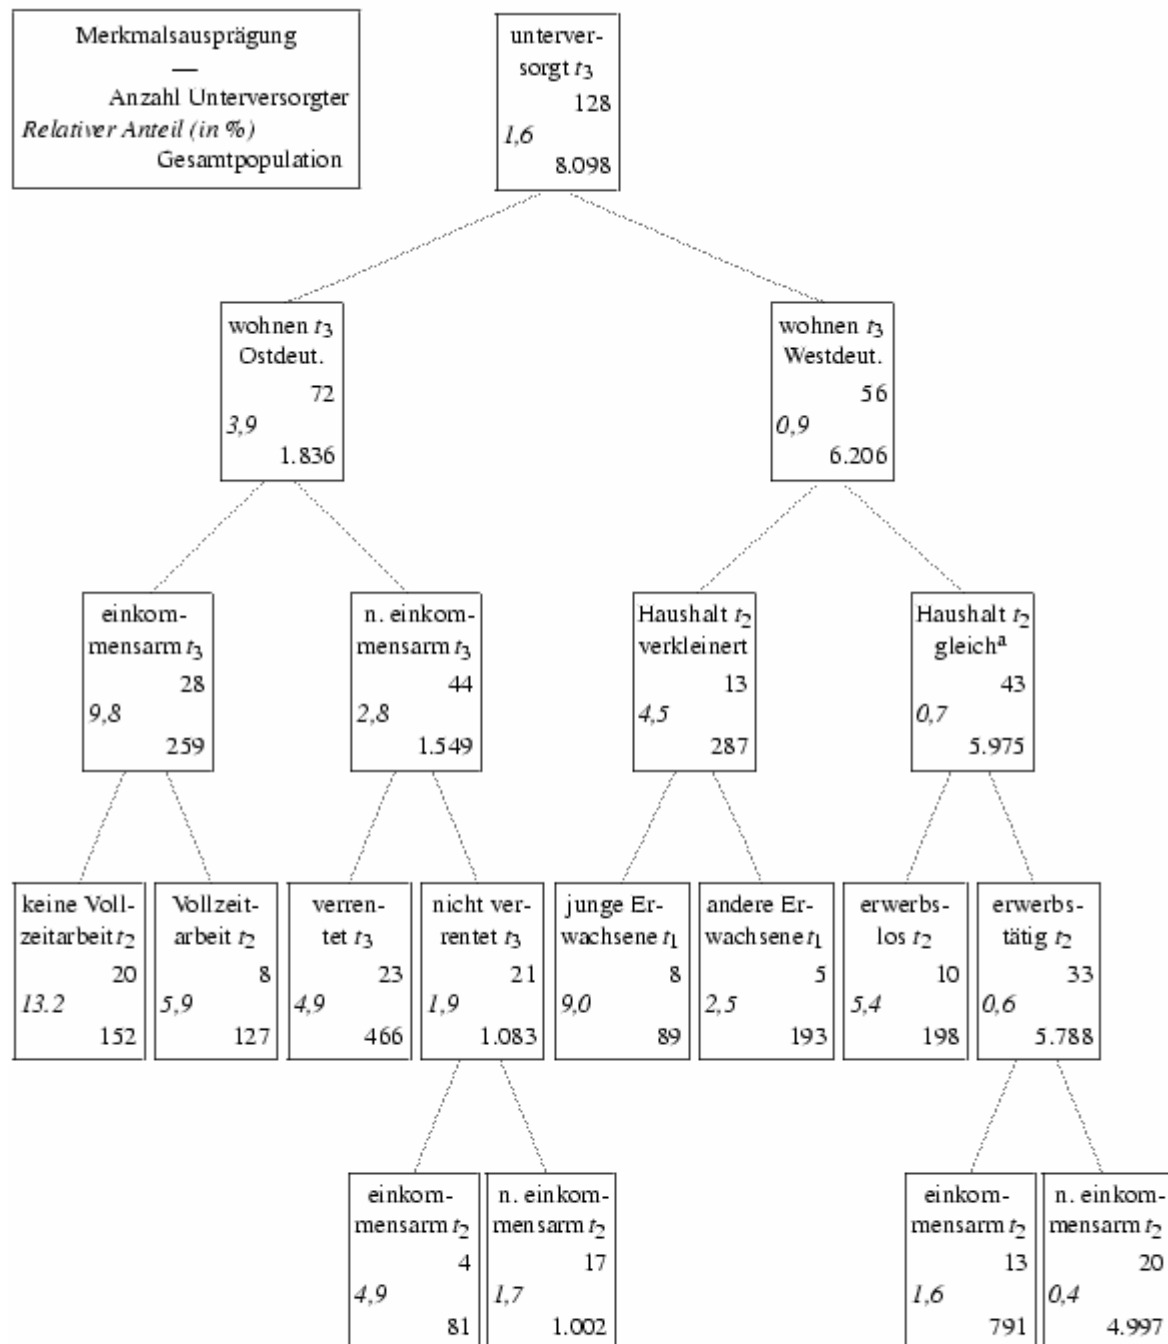 Merkmalsausprägung
—
Anzahl Unterversorgter
Relativer Anteil (in %)
Gesamtpopulation
unterver-
sorgt t3
128
1,6
8.098
wohnen t3
Ostdeut.
72
3,9
1.836
wohnen t3
Westdeut.
56
0,9
6.206
einkom-
mensarm t3
28
9,8
259
n. einkom-
mensarm t3
44
2,8
1.549
Haushalt t2
verkleinert
13
4,5
287
Haushalt t2
gleicha
43
0,7
5.975
keine Voll-
zeitarbeit t2
20
13.2
152
Vollzeit-
arbeit t2
8
5,9
127
verren-
tet t3
23
4,9
466
nicht ver-
rentet t3
21
1,9
1.083
junge Er-
wachsene t1
8
9,0
89
andere Er-
wachsene t1
5
2,5
193
erwerbs-
los t2
10
5,4
198
erwerbs-
tätig t2
33
0,6
5.788
einkom-
mensarm t2
4
4,9
81
n. einkom-
mensarm t2
17
1,7
1.002
einkom-
mensarm t2
13
1,6
791
n. einkom-
mensarm t2
20
0,4
4.997